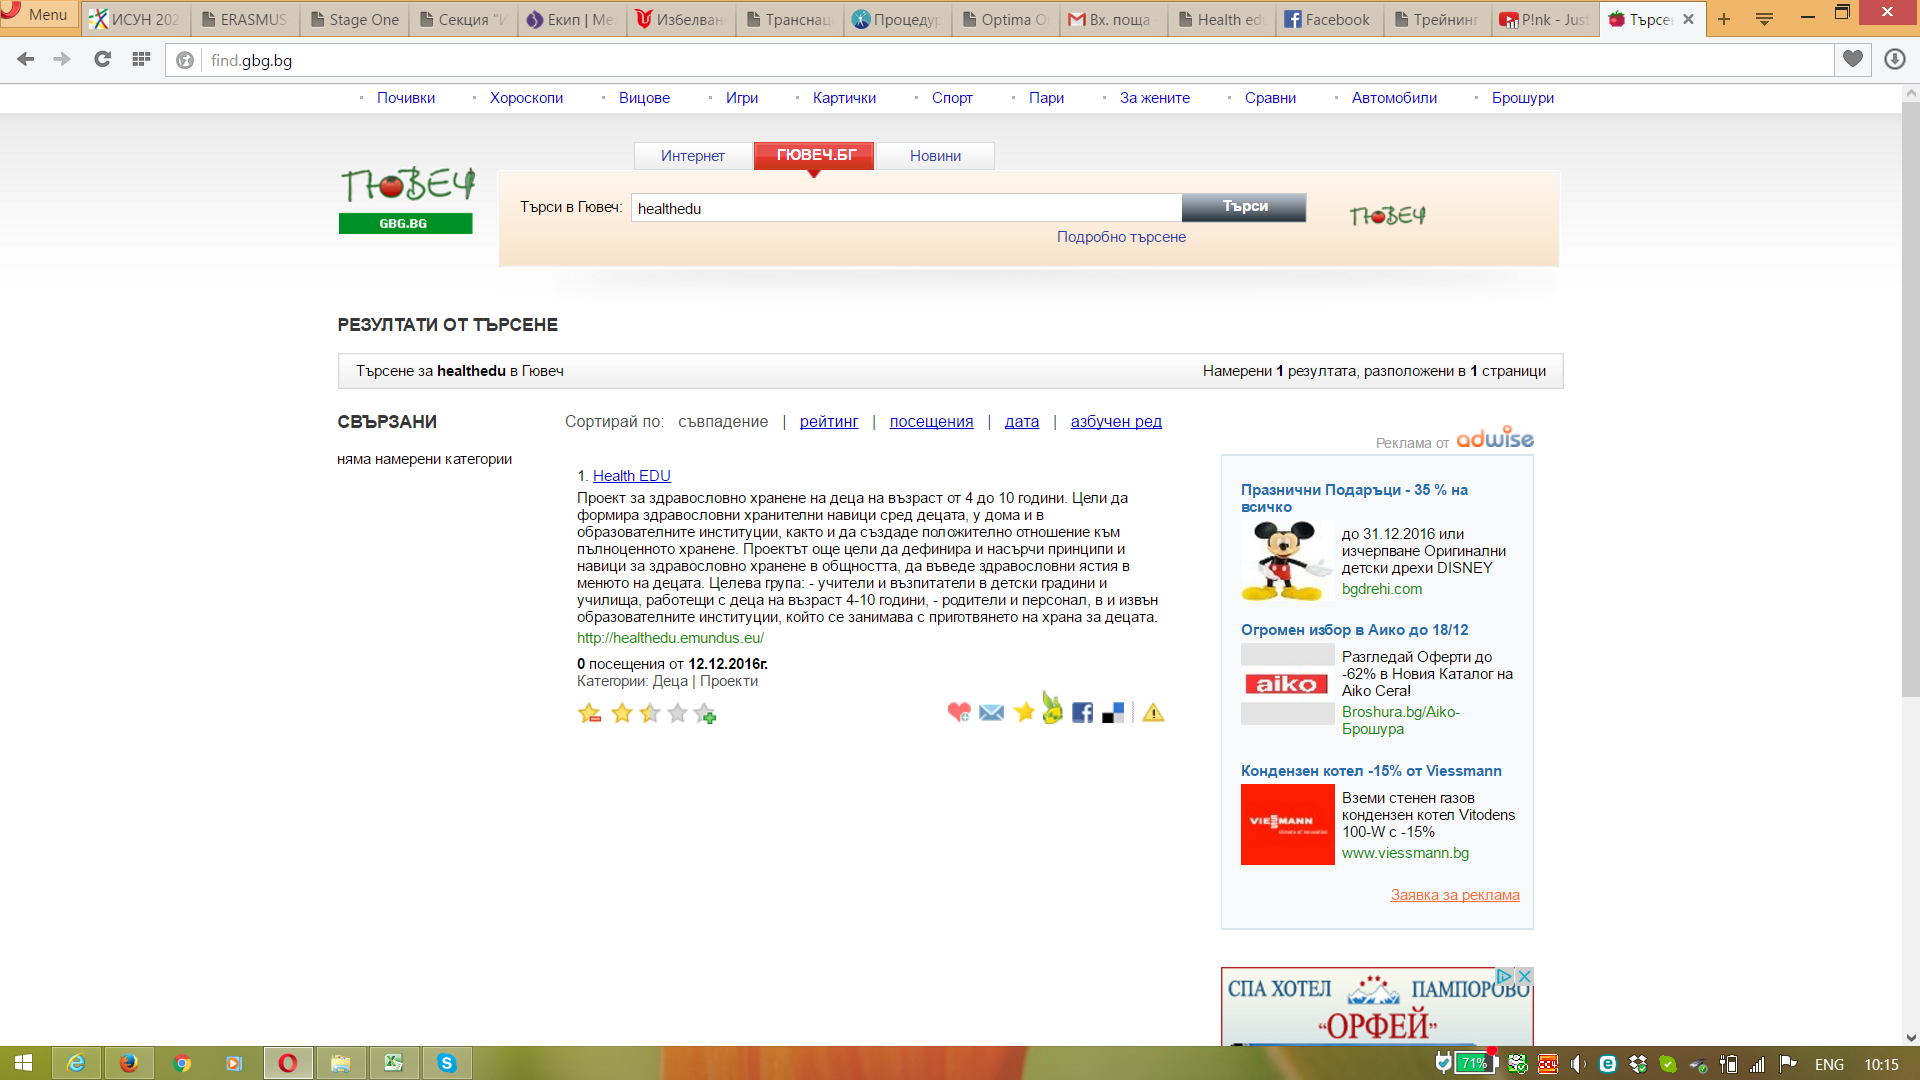 Menu
ИСУН 202
ERASMUS
Stage One
Секция "И
Екип | Ме
Избелван
Транснац
Процедур
Optima O
Вх. поща
Health edu
Facebook
Трейнинг
P!nk - Just
Търсен
find.gbg.bg
Почивки
Хороскопи
Вицове
Игри
Картички
Спорт
Пари
За жените
Сравни
Автомобили
Брошури
Интернет
ГЮВЕЧ.БГ
Новини
ГЮВЕЧ
GBG.BG
Търси в Гювеч:
healthedu
Търси
ГЮВЕЧ
Подробно търсене
РЕЗУЛТАТИ ОТ ТЪРСЕНЕ
Търсене за healthedu в Гювеч
Намерени 1 резултата, разположени в 1 страници
СВЪРЗАНИ
няма намерени категории
Сортирай по: съвпадение | рейтинг | посещения | дата | азбучен ред
1. Health EDU
Проект за здравословно хранене на деца на възраст от 4 до 10 години. Цели да
формира здравословни хранителни навици сред децата, у дома и в
образователните институции, както и да създаде положително отношение към
пълноценното хранене. Проектът още цели да дефинира и насърчи принципи и
навици за здравословно хранене в общността, да въведе здравословни ястия в
менюто на децата. Целева група: - учители и възпитатели в детски градини и
училища, работещи с деца на възраст 4-10 години, - родители и персонал, в и извън
образователните институции, който се занимава с приготвянето на храна за децата.
http://healthedu.emundus.eu/
0 посещения от 12.12.2016г.
Категории: Деца | Проекти
Реклама от adwise
Празнични Подаръци - 35 % на
всичко
до 31.12.2016 или
изчерпване Оригинални
детски дрехи DISNEY
bgdrehi.com
Огромен избор в Аико до 18/12
aiko
Разгледай Оферти до
-62% в Новия Каталог на
Aiko Сега!
Broshura.bg/Aiko-
Брошура
Кондензен котел -15% от Viessmann
VIESMANN
Вземи стенен газов
кондензен котел Vitodens
100-W с -15%
www.viessmann.bg
Заявка за реклама
СПА ХОТЕЛ ПАМПОРОВО
“ОРФЕЙ”
71%
ENG
10:15